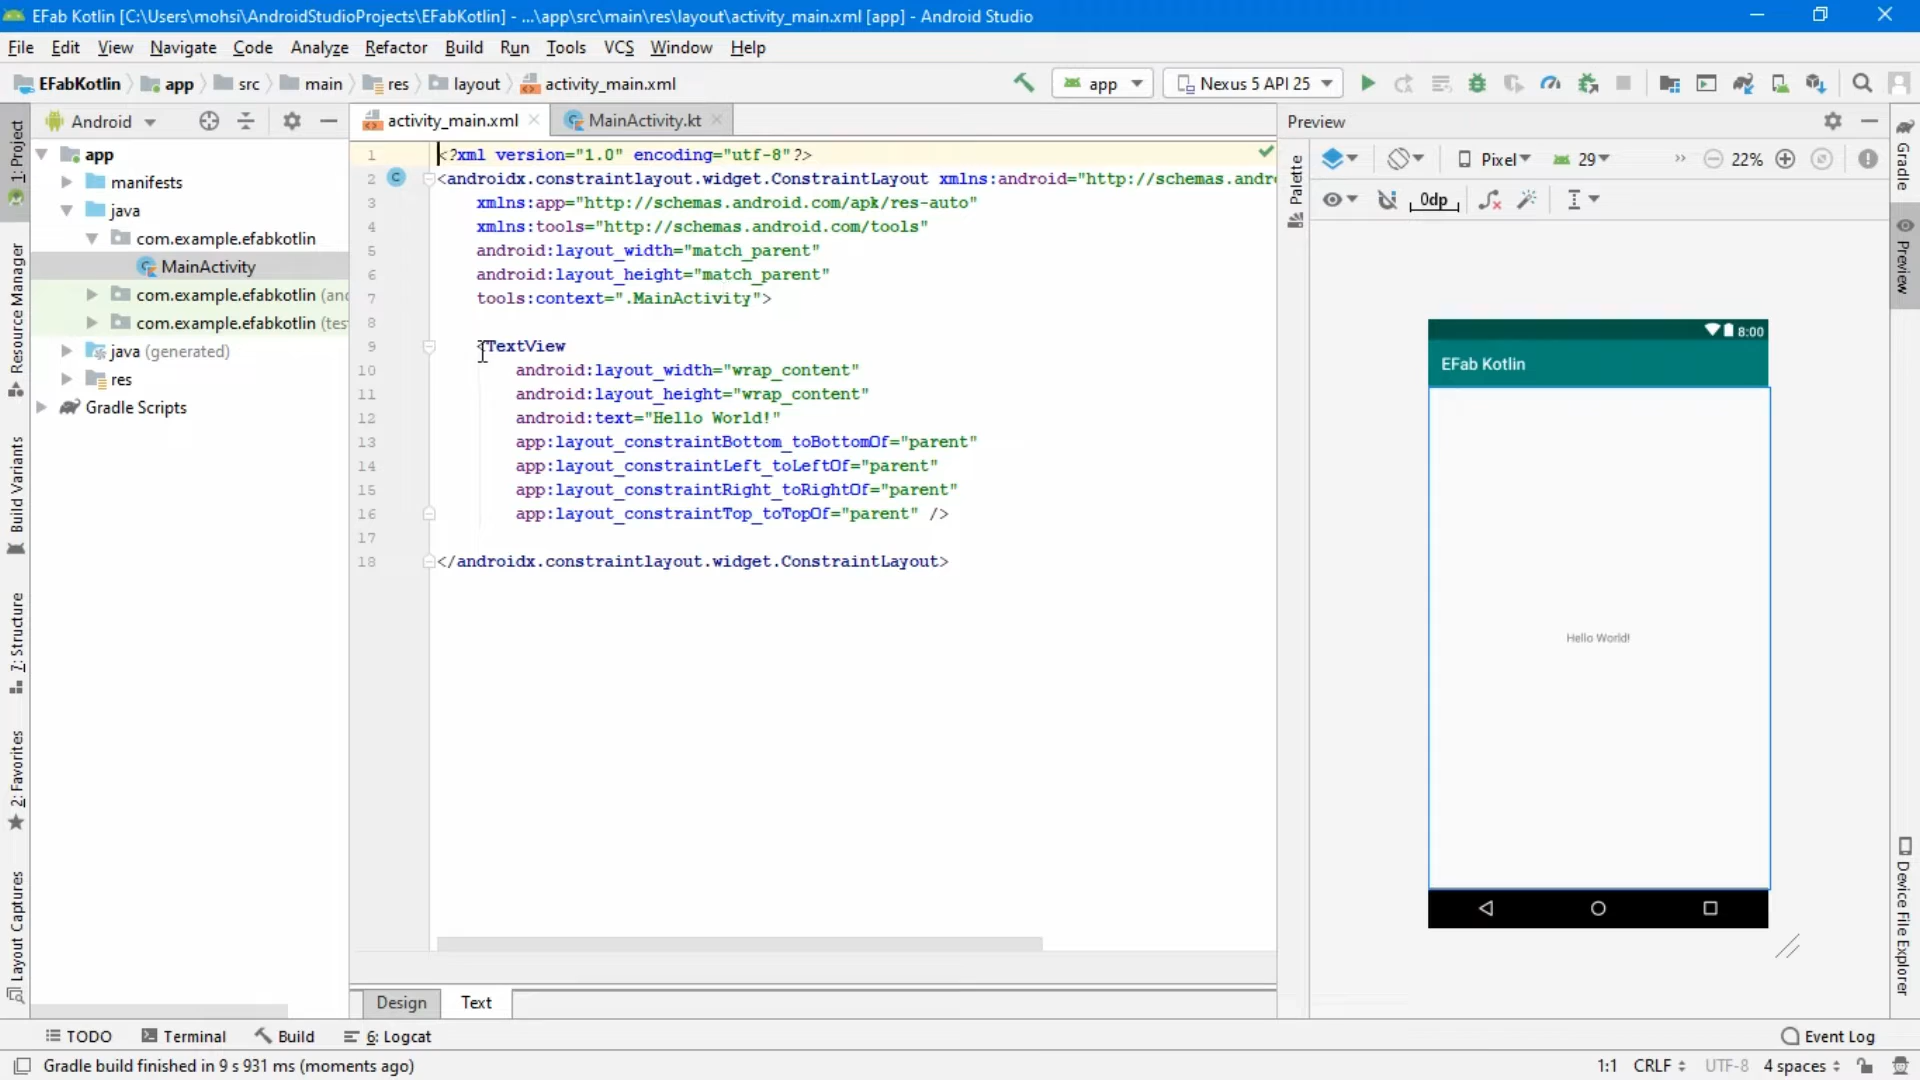 EFab Kotlin [C:\Users\mohsi\AndroidStudioProjects\EFabKotlin] - ...\app\src\main\res\layout\activity_main.xml [app] - Android Studio
File Edit View Navigate Code Analyze Refactor Build Run Tools VCS Window Help
EFabKotlin app src main res layout activity_main.xml app Nexus 5 API 25
Android activity_main.xml MainActivity.kt Preview
1: Project
Resource Manager
Build Variants
7: Structure
2: Favorites
Layout Captures
app
manifests
java
com.example.efabkotlin
MainActivity
com.example.efabkotlin (an
com.example.efabkotlin (tes
java (generated)
res
Gradle Scripts
1 <?xml version="1.0" encoding="utf-8"?>
2 C <androidx.constraintlayout.widget.ConstraintLayout xmlns:android="http://schemas.andr
3 xmlns:app="http://schemas.android.com/apk/res-auto"
4 xmlns:tools="http://schemas.android.com/tools"
5 android:layout_width="match_parent"
6 android:layout_height="match_parent"
7 tools:context=".MainActivity">
8
9 <TextView
10 android:layout_width="wrap_content"
11 android:layout_height="wrap_content"
12 android:text="Hello World!"
13 app:layout_constraintBottom_toBottomOf="parent"
14 app:layout_constraintLeft_toLeftOf="parent"
15 app:layout_constraintRight_toRightOf="parent"
16 app:layout_constraintTop_toTopOf="parent" />
17
18 </androidx.constraintlayout.widget.ConstraintLayout>
Design Text
Palette
Pixel 29 22%
0dp
8:00
EFab Kotlin
Hello World!
Gradle
Preview
Device File Explorer
TODO Terminal Build 6: Logcat Event Log
Gradle build finished in 9 s 931 ms (moments ago) 1:1 CRLF UTF-8 4 spaces